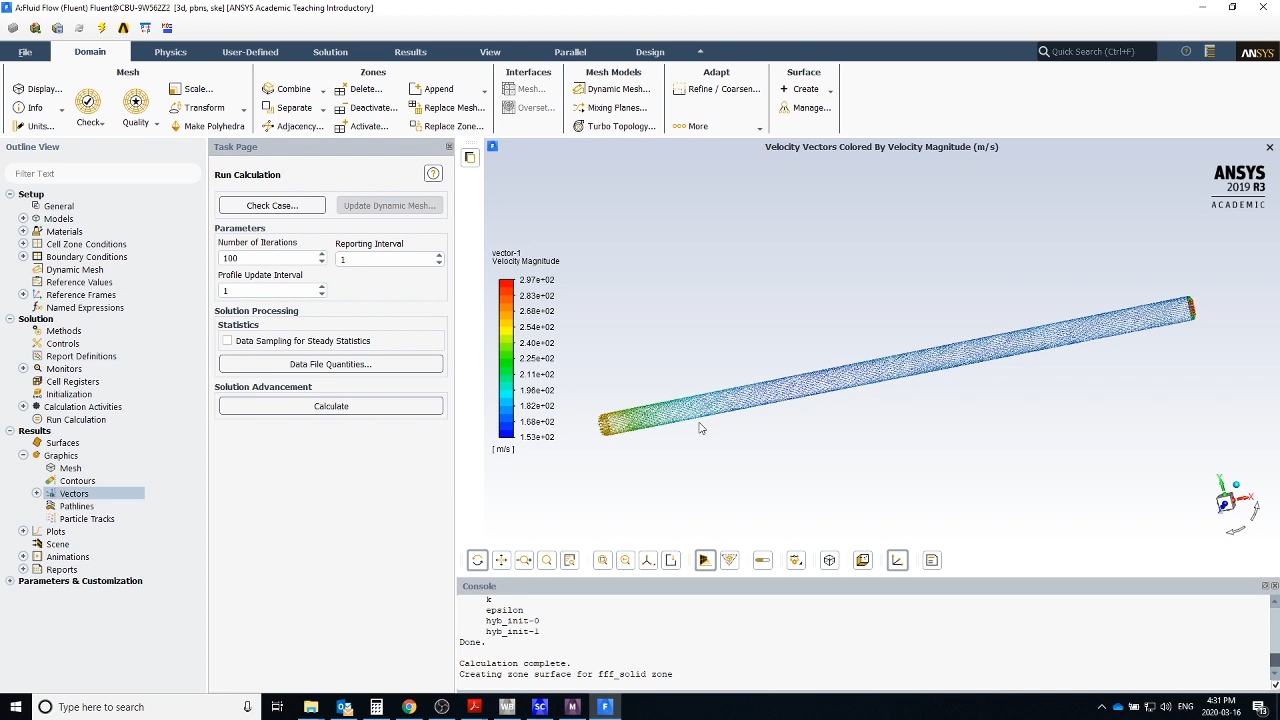 A:Fluid Flow (Fluent) Fluent@CBU-9W562Z2 [3d, pbns, ske] [ANSYS Academic Teaching Introductory]
File Domain Physics User-Defined Solution Results View Parallel Design Quick Search (Ctrl+F) ANSYS
Mesh Zones Interfaces Mesh Models Adapt Surface
Display... Scale... Combine Delete... Append Mesh... Dynamic Mesh... Refine / Coarsen... Create
Info Check Quality Transform Separate Deactivate... Replace Mesh... Overset... Mixing Planes... Manage...
Units... Make Polyhedra Adjacency... Activate... Replace Zone... Turbo Topology... More
Outline View
Filter Text
Setup
General
Models
Materials
Cell Zone Conditions
Boundary Conditions
Dynamic Mesh
Reference Values
Reference Frames
Named Expressions
Solution
Methods
Controls
Report Definitions
Monitors
Cell Registers
Initialization
Calculation Activities
Run Calculation
Results
Surfaces
Graphics
Mesh
Contours
Vectors
Pathlines
Particle Tracks
Plots
Scene
Animations
Reports
Parameters & Customization
Task Page
Run Calculation
Check Case... Update Dynamic Mesh...
Parameters
Number of Iterations Reporting Interval
100 1
Profile Update Interval
1
Solution Processing
Statistics
Data Sampling for Steady Statistics
Data File Quantities...
Solution Advancement
Calculate
Velocity Vectors Colored By Velocity Magnitude (m/s)
ANSYS
2019 R3
ACADEMIC
vector-1
Velocity Magnitude
2.97e+02
2.83e+02
2.68e+02
2.54e+02
2.40e+02
2.25e+02
2.11e+02
1.96e+02
1.82e+02
1.68e+02
1.53e+02
[ m/s ]
Y
X
Console
k
epsilon
hyb_init-0
hyb_init-1
Done.
Calculation complete.
Creating zone surface for fff_solid zone
Type here to search
WB SC M F
ENG
4:31 PM
2020-03-16